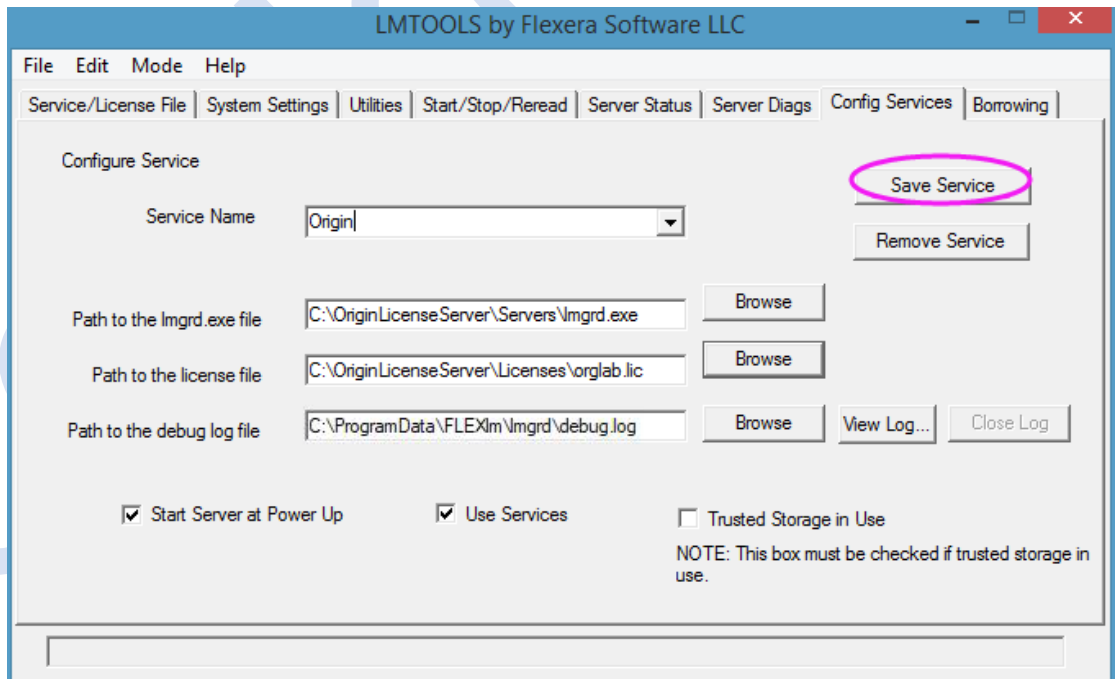 LMTOOLS by Flexera Software LLC
File Edit Mode Help
Service/License File System Settings Utilities Start/Stop/Reread Server Status Server Diags Config Services Borrowing
Configure Service
Save Service
Service Name Origin
Remove Service
Path to the lmgrd.exe file C:\OriginLicenseServer\Servers\lmgrd.exe Browse
Path to the license file C:\OriginLicenseServer\Licenses\orglab.lic Browse
Path to the debug log file C:\ProgramData\FLEXlm\lmgrd\debug.log Browse View Log... Close Log
Start Server at Power Up Use Services Trusted Storage in Use
NOTE: This box must be checked if trusted storage in
use.